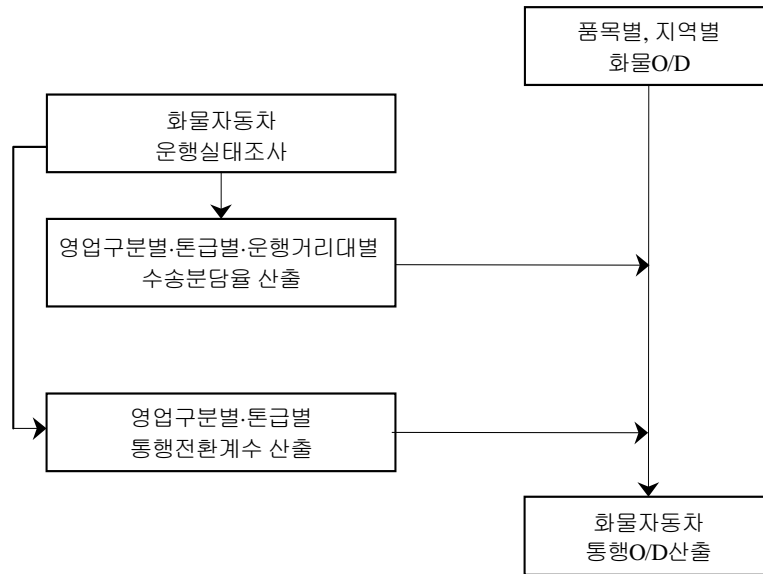 품목별, 지역별
화물O/D
화물자동차
운행실태조사
영업구분별·톤급별·운행거리대별
수송분담율 산출
영업구분별·톤급별
통행전환계수 산출
화물자동차
통행O/D산출